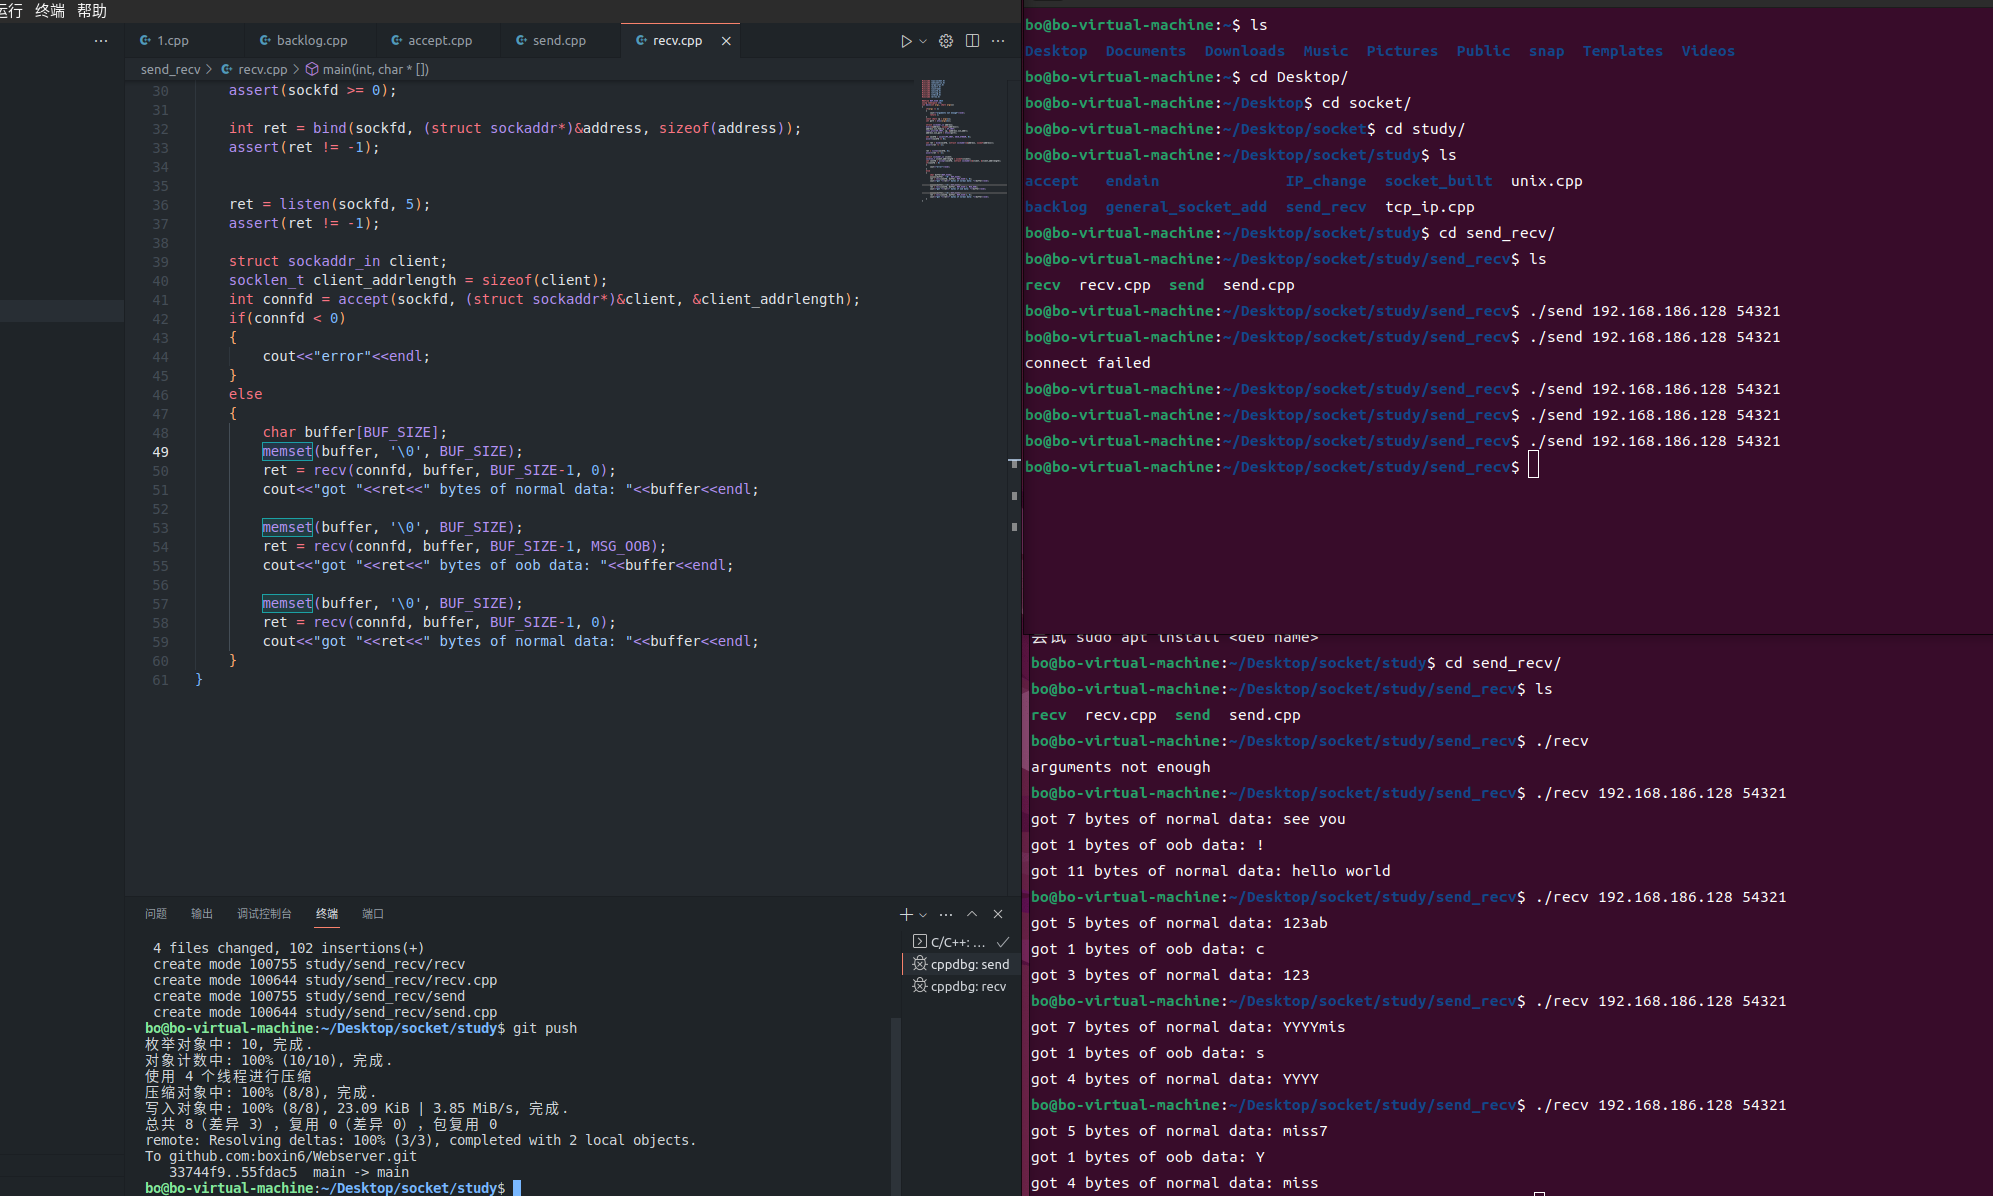 运行 终端 帮助
1.cpp backlog.cpp accept.cpp send.cpp recv.cpp
send_recv > recv.cpp > main(int, char * [])
30 assert(sockfd >= 0);
31
32 int ret = bind(sockfd, (struct sockaddr*)&address, sizeof(address));
33 assert(ret != -1);
34
35
36 ret = listen(sockfd, 5);
37 assert(ret != -1);
38
39 struct sockaddr_in client;
40 socklen_t client_addrlength = sizeof(client);
41 int connfd = accept(sockfd, (struct sockaddr*)&client, &client_addrlength);
42 if(connfd < 0)
43 {
44 cout<<"error"<<endl;
45 }
46 else
47 {
48 char buffer[BUF_SIZE];
49 memset(buffer, '\0', BUF_SIZE);
50 ret = recv(connfd, buffer, BUF_SIZE-1, 0);
51 cout<<"got "<<ret<<" bytes of normal data: "<<buffer<<endl;
52
53 memset(buffer, '\0', BUF_SIZE);
54 ret = recv(connfd, buffer, BUF_SIZE-1, MSG_OOB);
55 cout<<"got "<<ret<<" bytes of oob data: "<<buffer<<endl;
56
57 memset(buffer, '\0', BUF_SIZE);
58 ret = recv(connfd, buffer, BUF_SIZE-1, 0);
59 cout<<"got "<<ret<<" bytes of normal data: "<<buffer<<endl;
60 }
61 }
问题 输出 调试控制台 终端 端口
C/C++: ...
cppdbg: send
cppdbg: recv
4 files changed, 102 insertions(+)
create mode 100755 study/send_recv/recv
create mode 100644 study/send_recv/recv.cpp
create mode 100755 study/send_recv/send
create mode 100644 study/send_recv/send.cpp
bo@bo-virtual-machine:~/Desktop/socket/study$ git push
枚举对象中: 10, 完成.
对象计数中: 100% (10/10), 完成.
使用 4 个线程进行压缩
压缩对象中: 100% (8/8), 完成.
写入对象中: 100% (8/8), 23.09 KiB | 3.85 MiB/s, 完成.
总共 8（差异 3），复用 0（差异 0），包复用 0
remote: Resolving deltas: 100% (3/3), completed with 2 local objects.
To github.com:boxin6/Webserver.git
33744f9..55fdac5 main -> main
bo@bo-virtual-machine:~/Desktop/socket/study$
bo@bo-virtual-machine:~$ ls
Desktop Documents Downloads Music Pictures Public snap Templates Videos
bo@bo-virtual-machine:~$ cd Desktop/
bo@bo-virtual-machine:~/Desktop$ cd socket/
bo@bo-virtual-machine:~/Desktop/socket$ cd study/
bo@bo-virtual-machine:~/Desktop/socket/study$ ls
accept endain IP_change socket_built unix.cpp
backlog general_socket_add send_recv tcp_ip.cpp
bo@bo-virtual-machine:~/Desktop/socket/study$ cd send_recv/
bo@bo-virtual-machine:~/Desktop/socket/study/send_recv$ ls
recv recv.cpp send send.cpp
bo@bo-virtual-machine:~/Desktop/socket/study/send_recv$ ./send 192.168.186.128 54321
bo@bo-virtual-machine:~/Desktop/socket/study/send_recv$ ./send 192.168.186.128 54321
connect failed
bo@bo-virtual-machine:~/Desktop/socket/study/send_recv$ ./send 192.168.186.128 54321
bo@bo-virtual-machine:~/Desktop/socket/study/send_recv$ ./send 192.168.186.128 54321
bo@bo-virtual-machine:~/Desktop/socket/study/send_recv$ ./send 192.168.186.128 54321
bo@bo-virtual-machine:~/Desktop/socket/study/send_recv$
尝试 sudo apt install <deb name>
bo@bo-virtual-machine:~/Desktop/socket/study$ cd send_recv/
bo@bo-virtual-machine:~/Desktop/socket/study/send_recv$ ls
recv recv.cpp send send.cpp
bo@bo-virtual-machine:~/Desktop/socket/study/send_recv$ ./recv
arguments not enough
bo@bo-virtual-machine:~/Desktop/socket/study/send_recv$ ./recv 192.168.186.128 54321
got 7 bytes of normal data: see you
got 1 bytes of oob data: !
got 11 bytes of normal data: hello world
bo@bo-virtual-machine:~/Desktop/socket/study/send_recv$ ./recv 192.168.186.128 54321
got 5 bytes of normal data: 123ab
got 1 bytes of oob data: c
got 3 bytes of normal data: 123
bo@bo-virtual-machine:~/Desktop/socket/study/send_recv$ ./recv 192.168.186.128 54321
got 7 bytes of normal data: YYYYmis
got 1 bytes of oob data: s
got 4 bytes of normal data: YYYY
bo@bo-virtual-machine:~/Desktop/socket/study/send_recv$ ./recv 192.168.186.128 54321
got 5 bytes of normal data: miss7
got 1 bytes of oob data: Y
got 4 bytes of normal data: miss